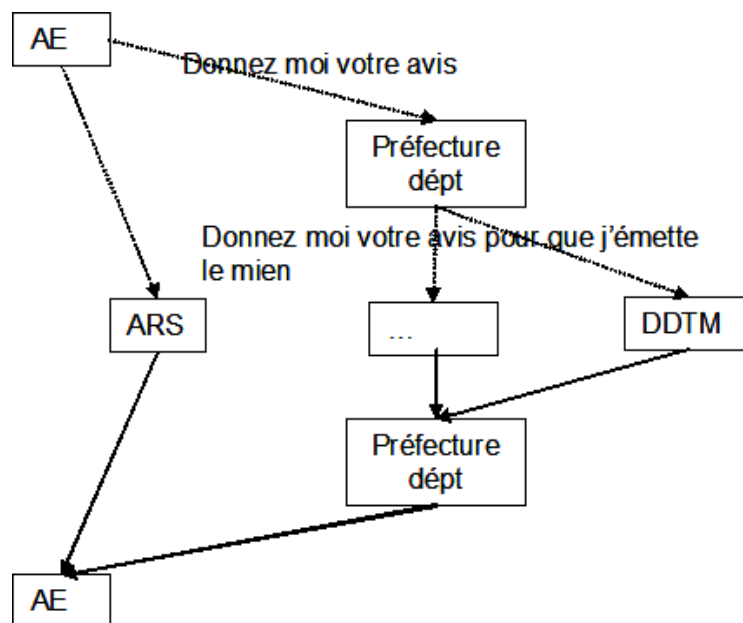 AE
Donnez moi votre avis
Préfecture
dépt
Donnez moi votre avis pour que j'émette
le mien
ARS
...
DDTM
Préfecture
dépt
AE